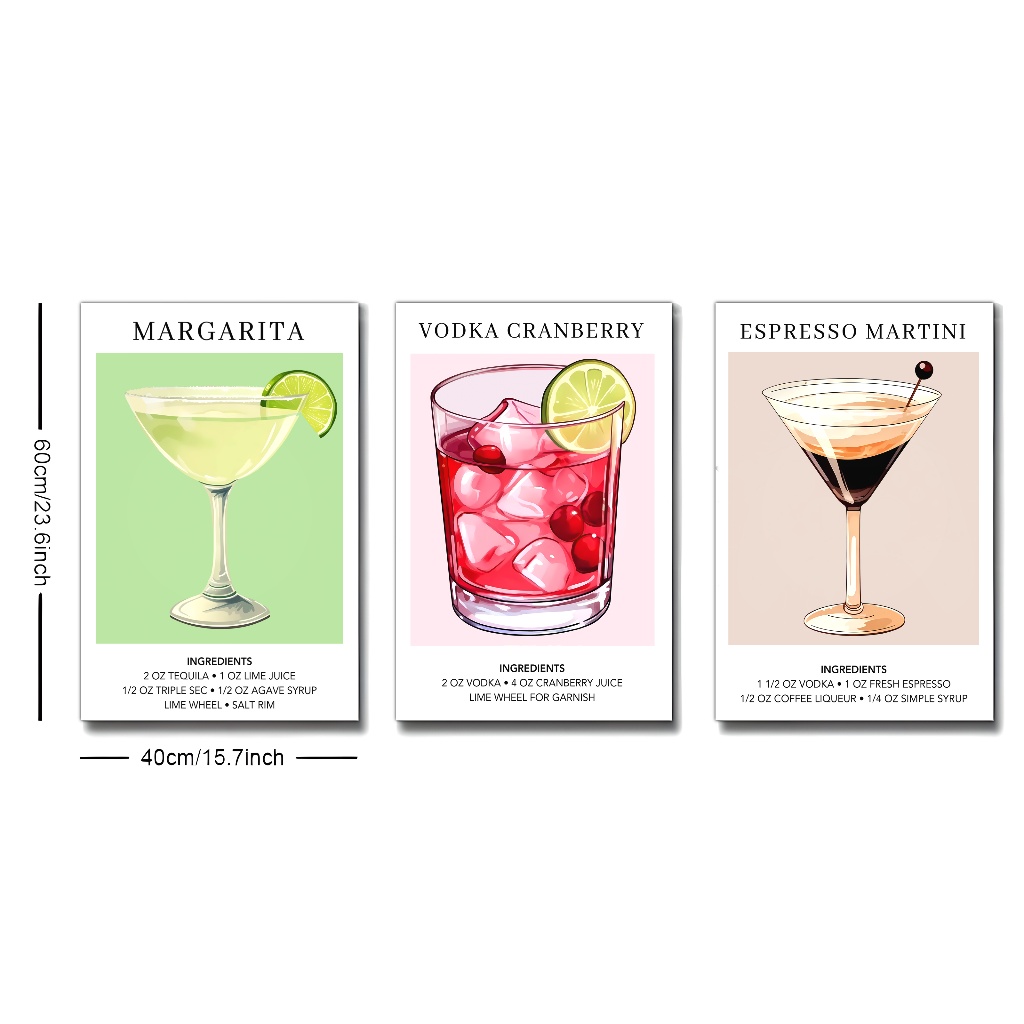 MARGARITA
INGREDIENTS
2 OZ TEQUILA • 1 OZ LIME JUICE
1/2 OZ TRIPLE SEC • 1/2 OZ AGAVE SYRUP
LIME WHEEL • SALT RIM
VODKA CRANBERRY
INGREDIENTS
2 OZ VODKA • 4 OZ CRANBERRY JUICE
LIME WHEEL FOR GARNISH
ESPRESSO MARTINI
INGREDIENTS
1 1/2 OZ VODKA • 1 OZ FRESH ESPRESSO
1/2 OZ COFFEE LIQUEUR • 1/4 OZ SIMPLE SYRUP
60cm/23.6inch
40cm/15.7inch